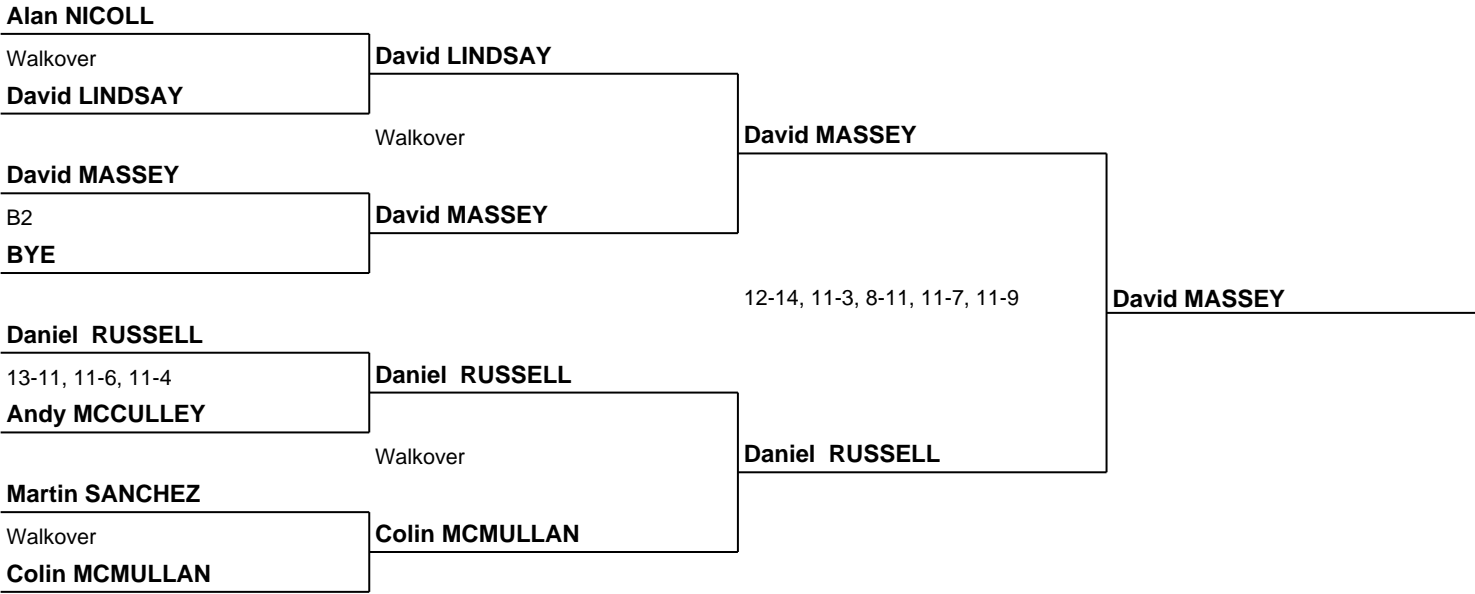 Alan NICOLL
Walkover
David LINDSAY
David LINDSAY
Walkover
David MASSEY
David MASSEY
B2
David MASSEY
BYE
12-14, 11-3, 8-11, 11-7, 11-9
David MASSEY
Daniel  RUSSELL
13-11, 11-6, 11-4
Daniel  RUSSELL
Andy MCCULLEY
Walkover
Daniel  RUSSELL
Martin SANCHEZ
Walkover
Colin MCMULLAN
Colin MCMULLAN